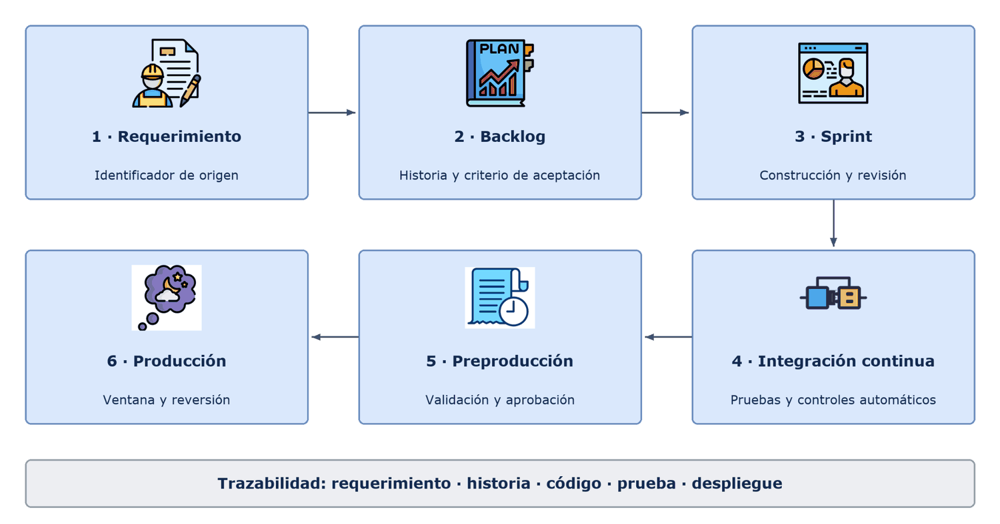 PLAN
1 · Requerimiento
Identificador de origen
2 · Backlog
Historia y criterio de aceptación
3 · Sprint
Construcción y revisión
4 · Integración continua
Pruebas y controles automáticos
5 · Preproducción
Validación y aprobación
6 · Producción
Ventana y reversión
Trazabilidad: requerimiento · historia · código · prueba · despliegue